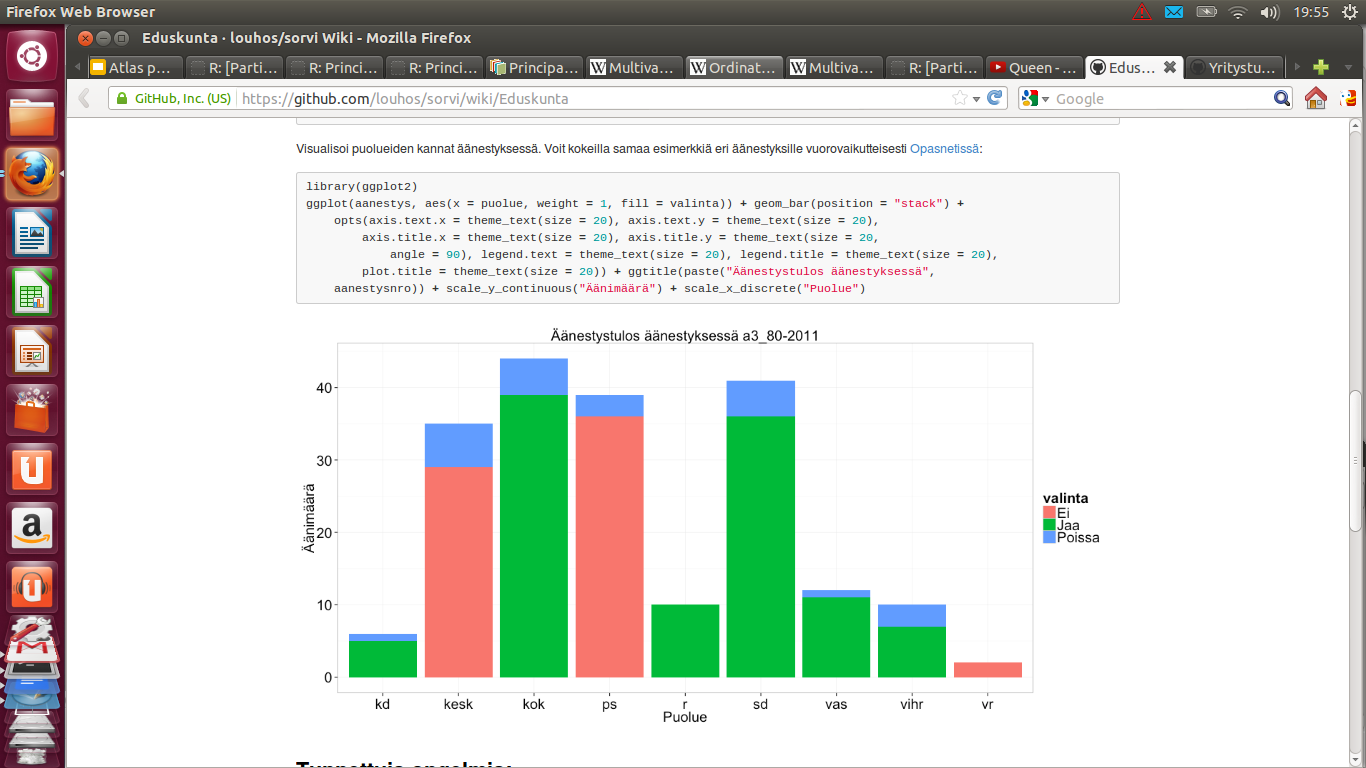 Firefox Web Browser
19:55
Eduskunta · louhos/sorvi Wiki - Mozilla Firefox
Atlas p...
R: [Parti...
R: Princi...
R: Princi...
Principa...
Multiva...
Ordinat...
Multiva...
R: [Parti...
Queen - ...
Edus...
Yritystu...
GitHub, Inc. (US)
https://github.com/louhos/sorvi/wiki/Eduskunta
Google
Visualisoi puolueiden kannat äänestyksessä. Voit kokeilla samaa esimerkkiä eri äänestyksille vuorovaikutteisesti Opasnetissä:
library(ggplot2)
ggplot(aanestys, aes(x = puolue, weight = 1, fill = valinta)) + geom_bar(position = "stack") +
opts(axis.text.x = theme_text(size = 20), axis.text.y = theme_text(size = 20),
axis.title.x = theme_text(size = 20), axis.title.y = theme_text(size = 20,
angle = 90), legend.text = theme_text(size = 20), legend.title = theme_text(size = 20),
plot.title = theme_text(size = 20)) + ggtitle(paste("Äänestystulos äänestyksessä",
aanestysnro)) + scale_y_continuous("Äänimäärä") + scale_x_discrete("Puolue")
Äänestystulos äänestyksessä a3_80-2011
40
30
20
10
0
Äänimäärä
kd kesk kok ps r sd vas vihr vr
Puolue
valinta
Ei
Jaa
Poissa
Tunnettuja ongelmia: